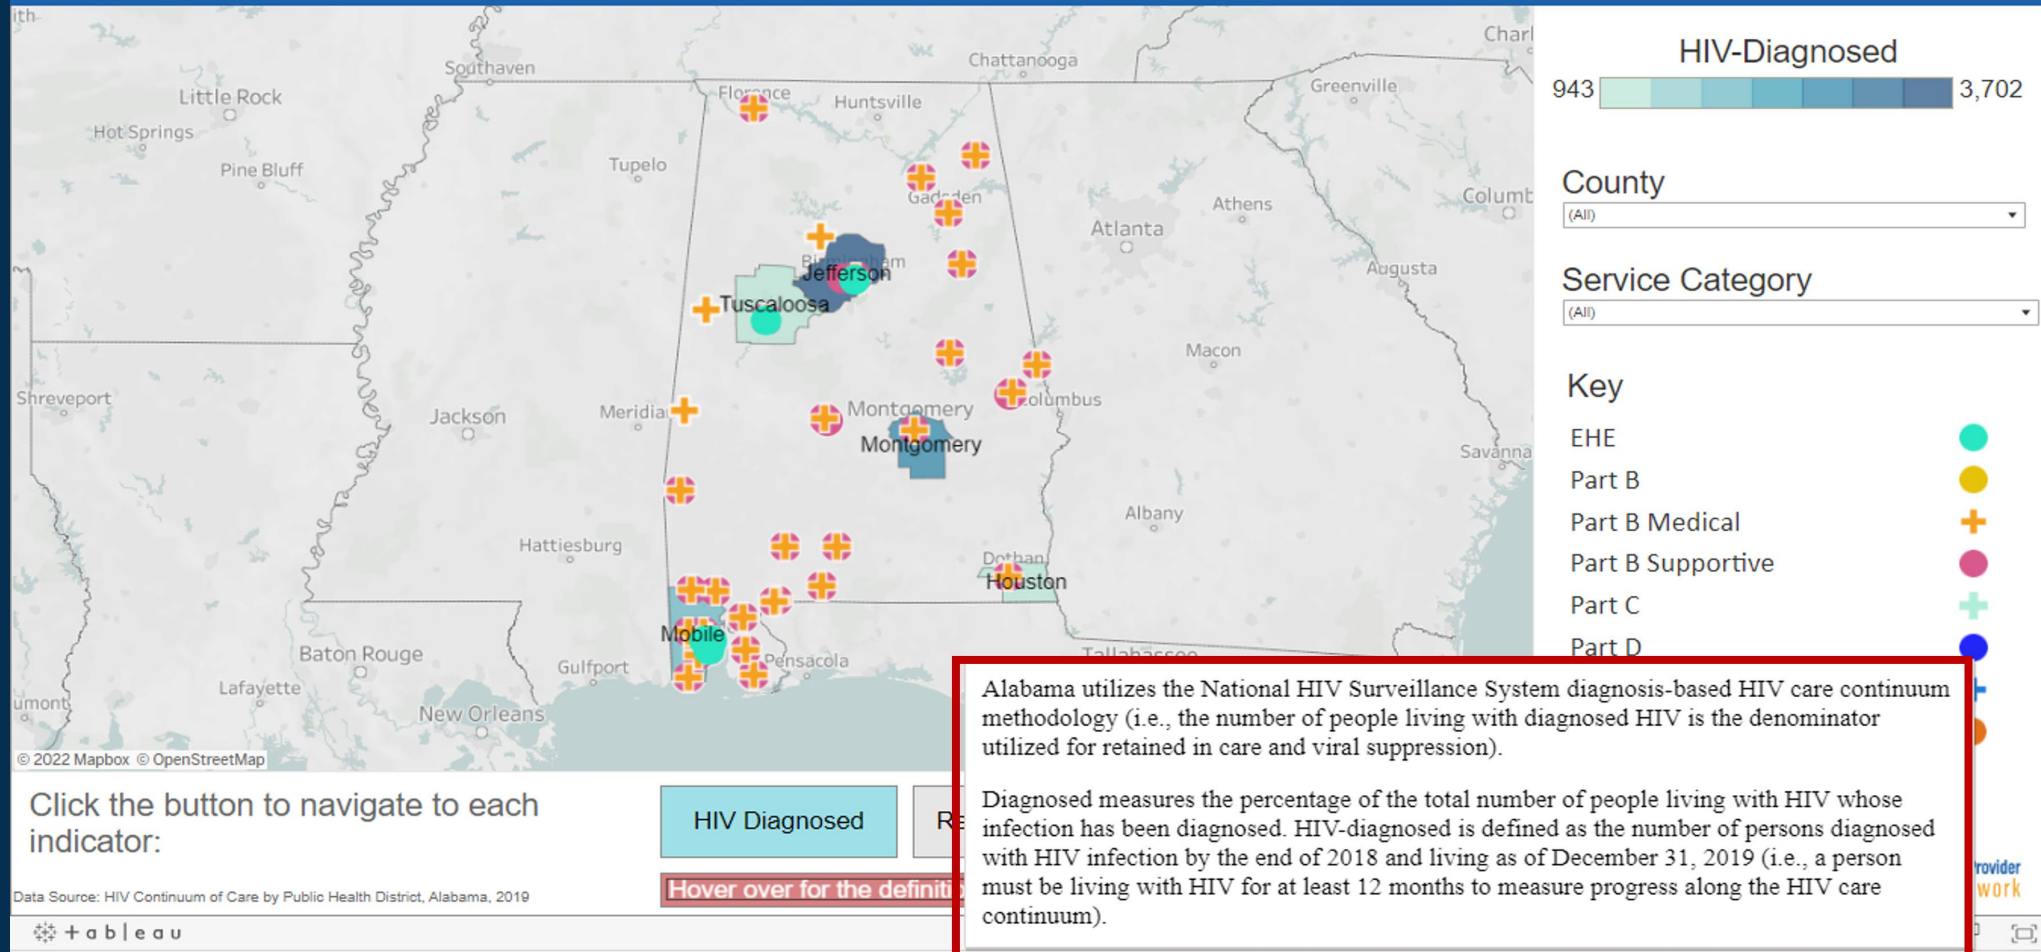 Southaven
Chattanooga
Little Rock
Florence
Huntsville
Greenville
Hot Springs
Pine Bluff
Tupelo
Gadsden
Athens
Atlanta
Birmingham
Jefferson
Augusta
Tuscaloosa
Macon
Shreveport
Jackson
Montgomery
Montgomery
Hattiesburg
Albany
Dothan
Houston
Mobile
Baton Rouge
Gulfport
Pensacola
Tallahassee
Lafayette
New Orleans
© 2022 Mapbox © OpenStreetMap
HIV-Diagnosed
943 3,702
County
(All)
Service Category
(All)
Key
EHE
Part B
Part B Medical
Part B Supportive
Part C
Part D
Alabama utilizes the National HIV Surveillance System diagnosis-based HIV care continuum
methodology (i.e., the number of people living with diagnosed HIV is the denominator
utilized for retained in care and viral suppression).
Diagnosed measures the percentage of the total number of people living with HIV whose
infection has been diagnosed. HIV-diagnosed is defined as the number of persons diagnosed
with HIV infection by the end of 2018 and living as of December 31, 2019 (i.e., a person
must be living with HIV for at least 12 months to measure progress along the HIV care
continuum).
Click the button to navigate to each
indicator:
HIV Diagnosed
Hover over for the
Data Source: HIV Continuum of Care by Public Health District, Alabama, 2019
+ a b l e a u